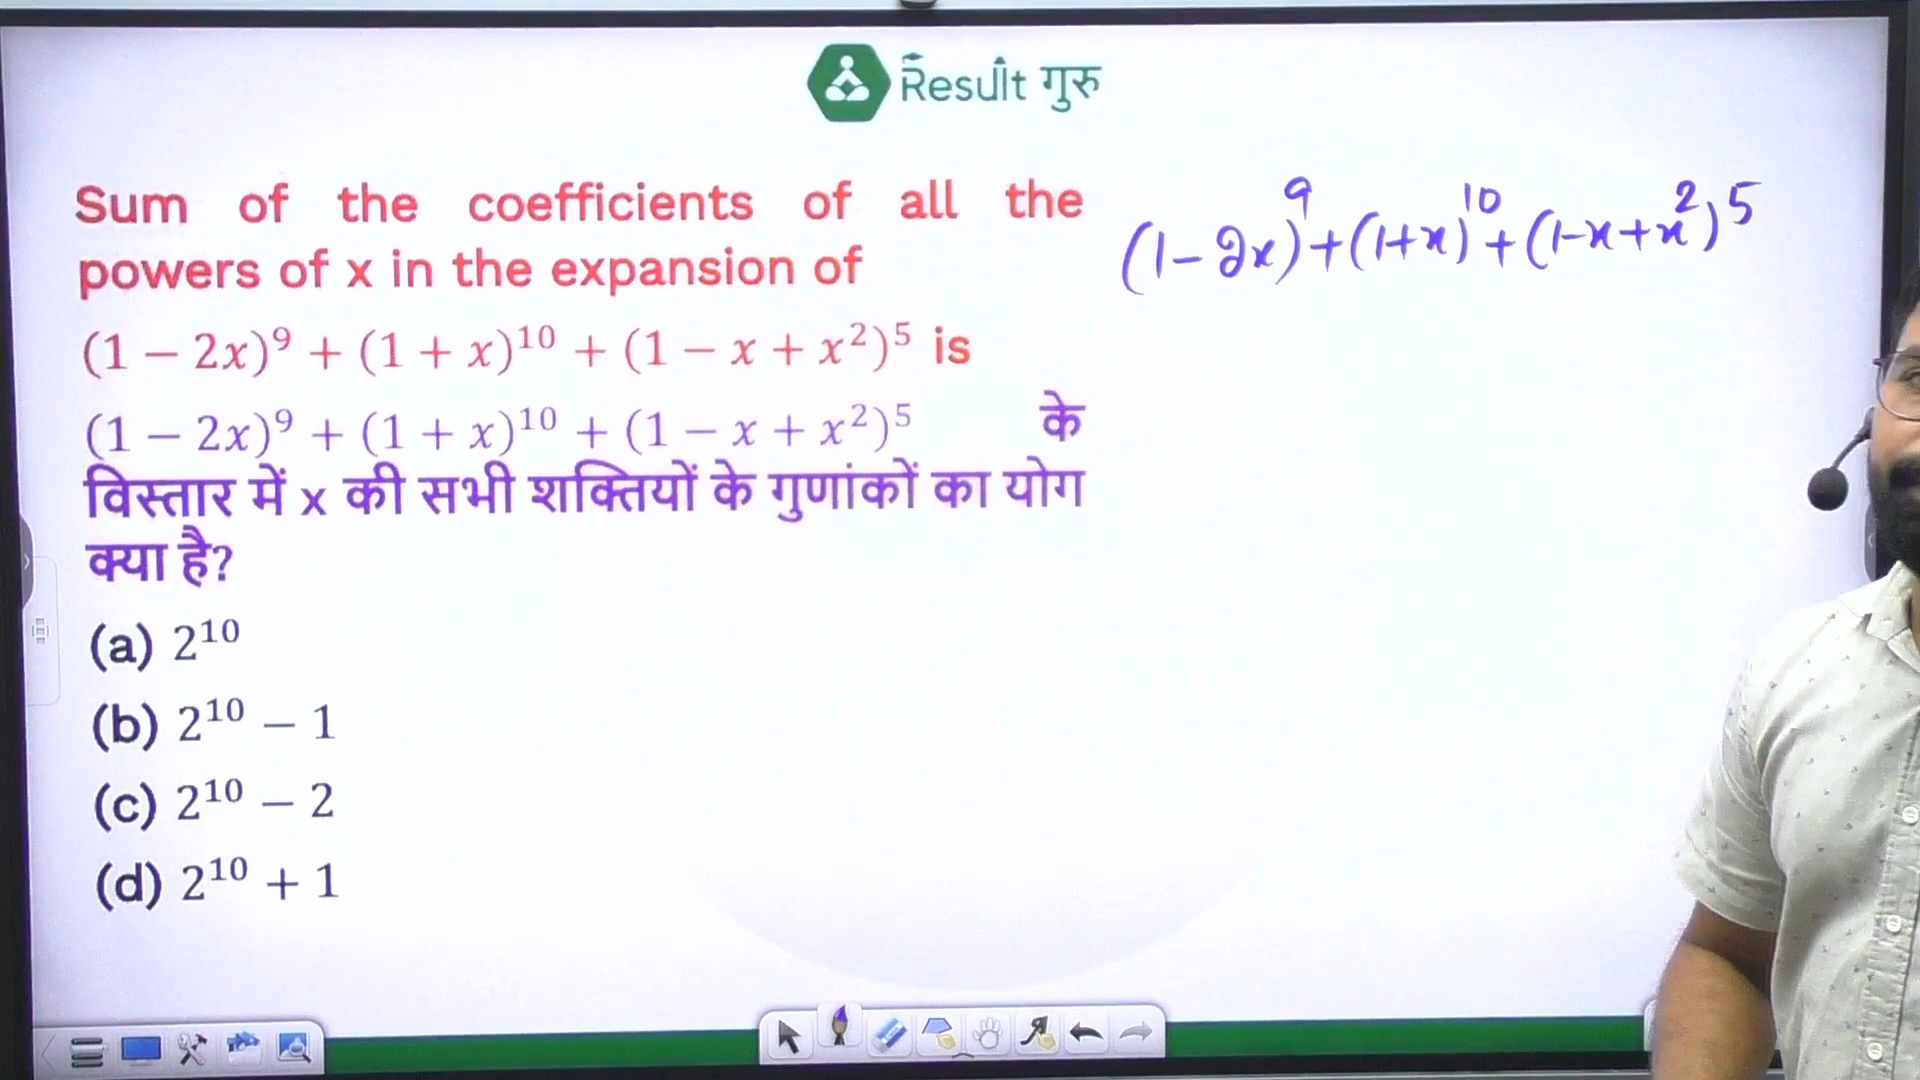 Result गुरु
Sum of the coefficients of all the
powers of x in the expansion of
(1 − 2x)⁹ + (1 + x)¹⁰ + (1 − x + x²)⁵ is
(1 − 2x)⁹ + (1 + x)¹⁰ + (1 − x + x²)⁵ के
विस्तार में x की सभी शक्तियों के गुणांकों का योग
क्या है?
(a) 2¹⁰
(b) 2¹⁰ − 1
(c) 2¹⁰ − 2
(d) 2¹⁰ + 1
(1-2x)⁹+(1+x)¹⁰+(1-x+x²)⁵